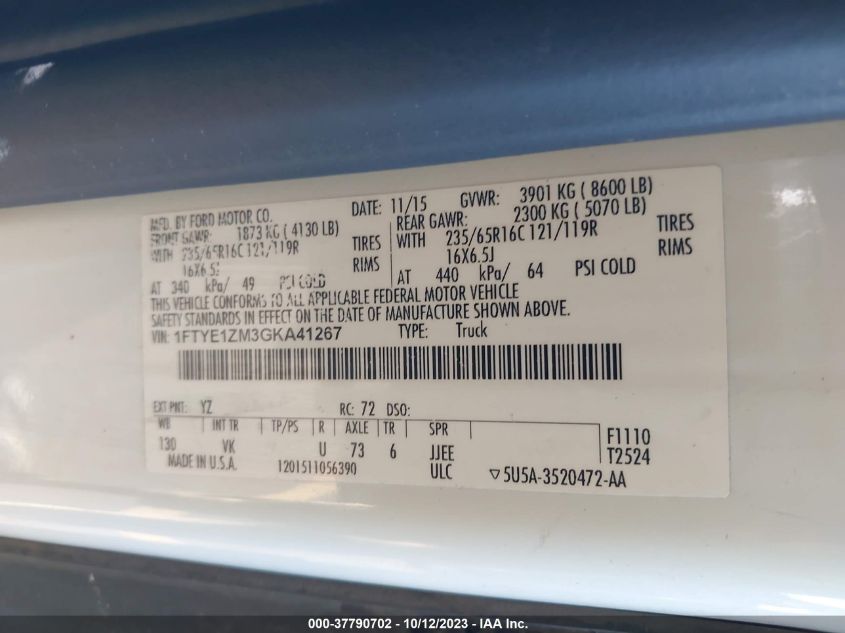 MFD. BY FORD MOTOR CO. DATE: 11/15 GVWR: 3901 KG ( 8600 LB)
FRONT GAWR: 1873 KG ( 4130 LB) REAR GAWR: 2300 KG ( 5070 LB)
WITH 235/65R16C 121/119R TIRES WITH 235/65R16C 121/119R TIRES
16X6.5J RIMS 16X6.5J RIMS
AT 340 kPa/ 49 PSI COLD AT 440 kPa/ 64 PSI COLD
THIS VEHICLE CONFORMS TO ALL APPLICABLE FEDERAL MOTOR VEHICLE
SAFETY STANDARDS IN EFFECT ON THE DATE OF MANUFACTURE SHOWN ABOVE.
VIN: 1FTYE1ZM3GKA41267 TYPE: Truck
EXT PNT: YZ RC: 72 DSO:
WB INT TR TP/PS R AXLE TR SPR F1110
130 VK U 73 6 JJEE T2524
MADE IN U.S.A. 1201511056390 ULC ▽5U5A-3520472-AA
000-37790702 - 10/12/2023 - IAA Inc.